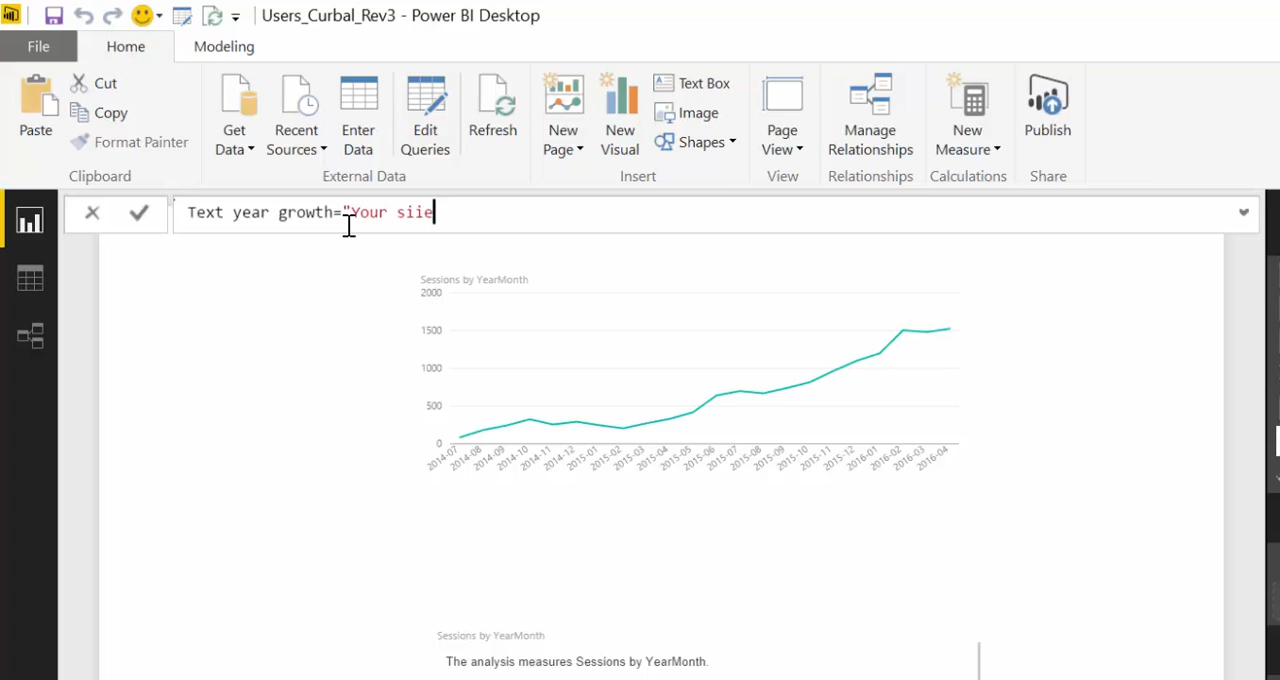 Users_Curbal_Rev3 - Power BI Desktop
File Home Modeling
Paste
Cut
Copy
Format Painter
Get Data
Recent Sources
Enter Data
Edit Queries
Refresh
New Page
New Visual
Text Box
Image
Shapes
Page View
Manage Relationships
New Measure
Publish
Clipboard External Data Insert View Relationships Calculations Share
Text year growth="Your siie
Sessions by YearMonth
2000
1500
1000
500
0
2014-07 2014-08 2014-09 2014-10 2014-11 2014-12 2015-01 2015-02 2015-03 2015-04 2015-05 2015-06 2015-07 2015-08 2015-09 2015-10 2015-11 2015-12 2016-01 2016-02 2016-03 2016-04
Sessions by YearMonth
The analysis measures Sessions by YearMonth.